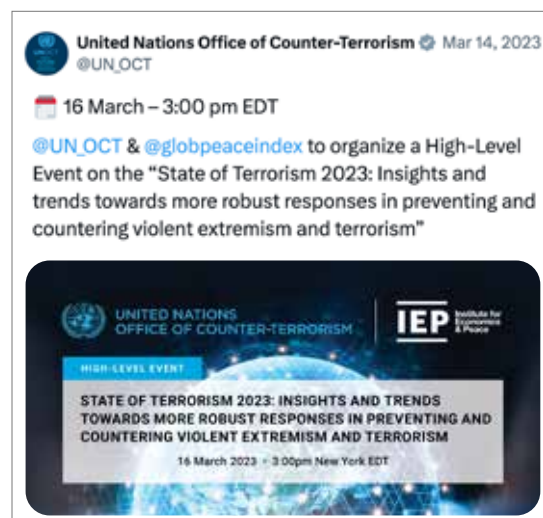 United Nations Office of Counter-Terrorism Mar 14, 2023
@UN_OCT
16 March – 3:00 pm EDT
@UN_OCT & @globpeaceindex to organize a High-Level
Event on the “State of Terrorism 2023: Insights and
trends towards more robust responses in preventing and
countering violent extremism and terrorism”
UNITED NATIONS
OFFICE OF COUNTER-TERRORISM
IEP
Institute for
Economics
& Peace
HIGH-LEVEL EVENT
STATE OF TERRORISM 2023: INSIGHTS AND TRENDS
TOWARDS MORE ROBUST RESPONSES IN PREVENTING AND
COUNTERING VIOLENT EXTREMISM AND TERRORISM
16 March 2023 - 3:00pm New York EDT